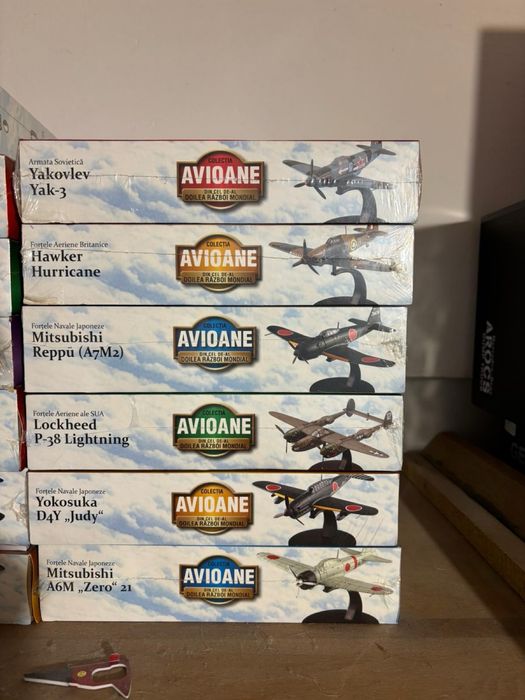 Armata Sovietică
Yakovlev
Yak-3
COLECȚIA
AVIOANE
DIN CEL DE-AL
DOILEA RĂZBOI MONDIAL
Forțele Aeriene Britanice
Hawker
Hurricane
COLECȚIA
AVIOANE
DIN CEL DE-AL
DOILEA RĂZBOI MONDIAL
Forțele Navale Japoneze
Mitsubishi
Reppū (A7M2)
COLECȚIA
AVIOANE
DIN CEL DE-AL
DOILEA RĂZBOI MONDIAL
Forțele Aeriene ale SUA
Lockheed
P-38 Lightning
COLECȚIA
AVIOANE
DIN CEL DE-AL
DOILEA RĂZBOI MONDIAL
Forțele Navale Japoneze
Yokosuka
D4Y „Judy“
COLECȚIA
AVIOANE
DIN CEL DE-AL
DOILEA RĂZBOI MONDIAL
Forțele Navale Japoneze
Mitsubishi
A6M „Zero“ 21
COLECȚIA
AVIOANE
DIN CEL DE-AL
DOILEA RĂZBOI MONDIAL
AROCS